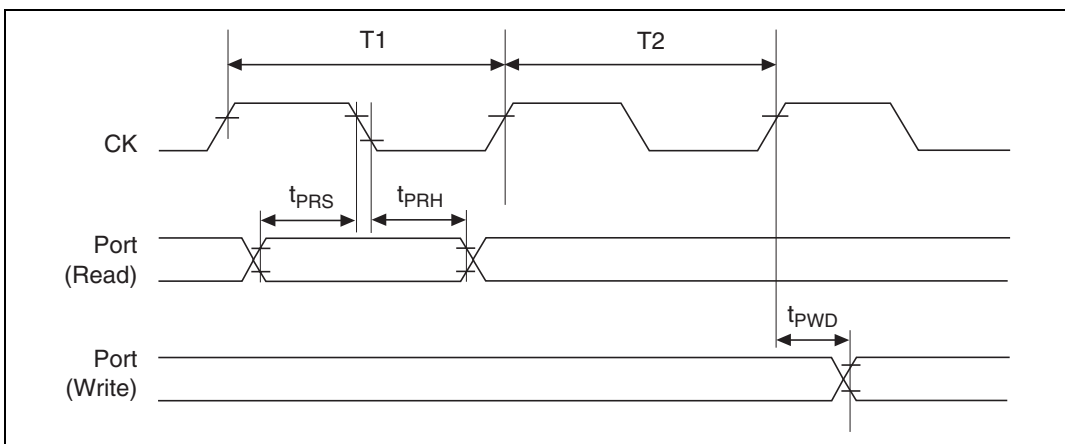 T1
T2
CK
tPRS
tPRH
Port
(Read)
tPWD
Port
(Write)